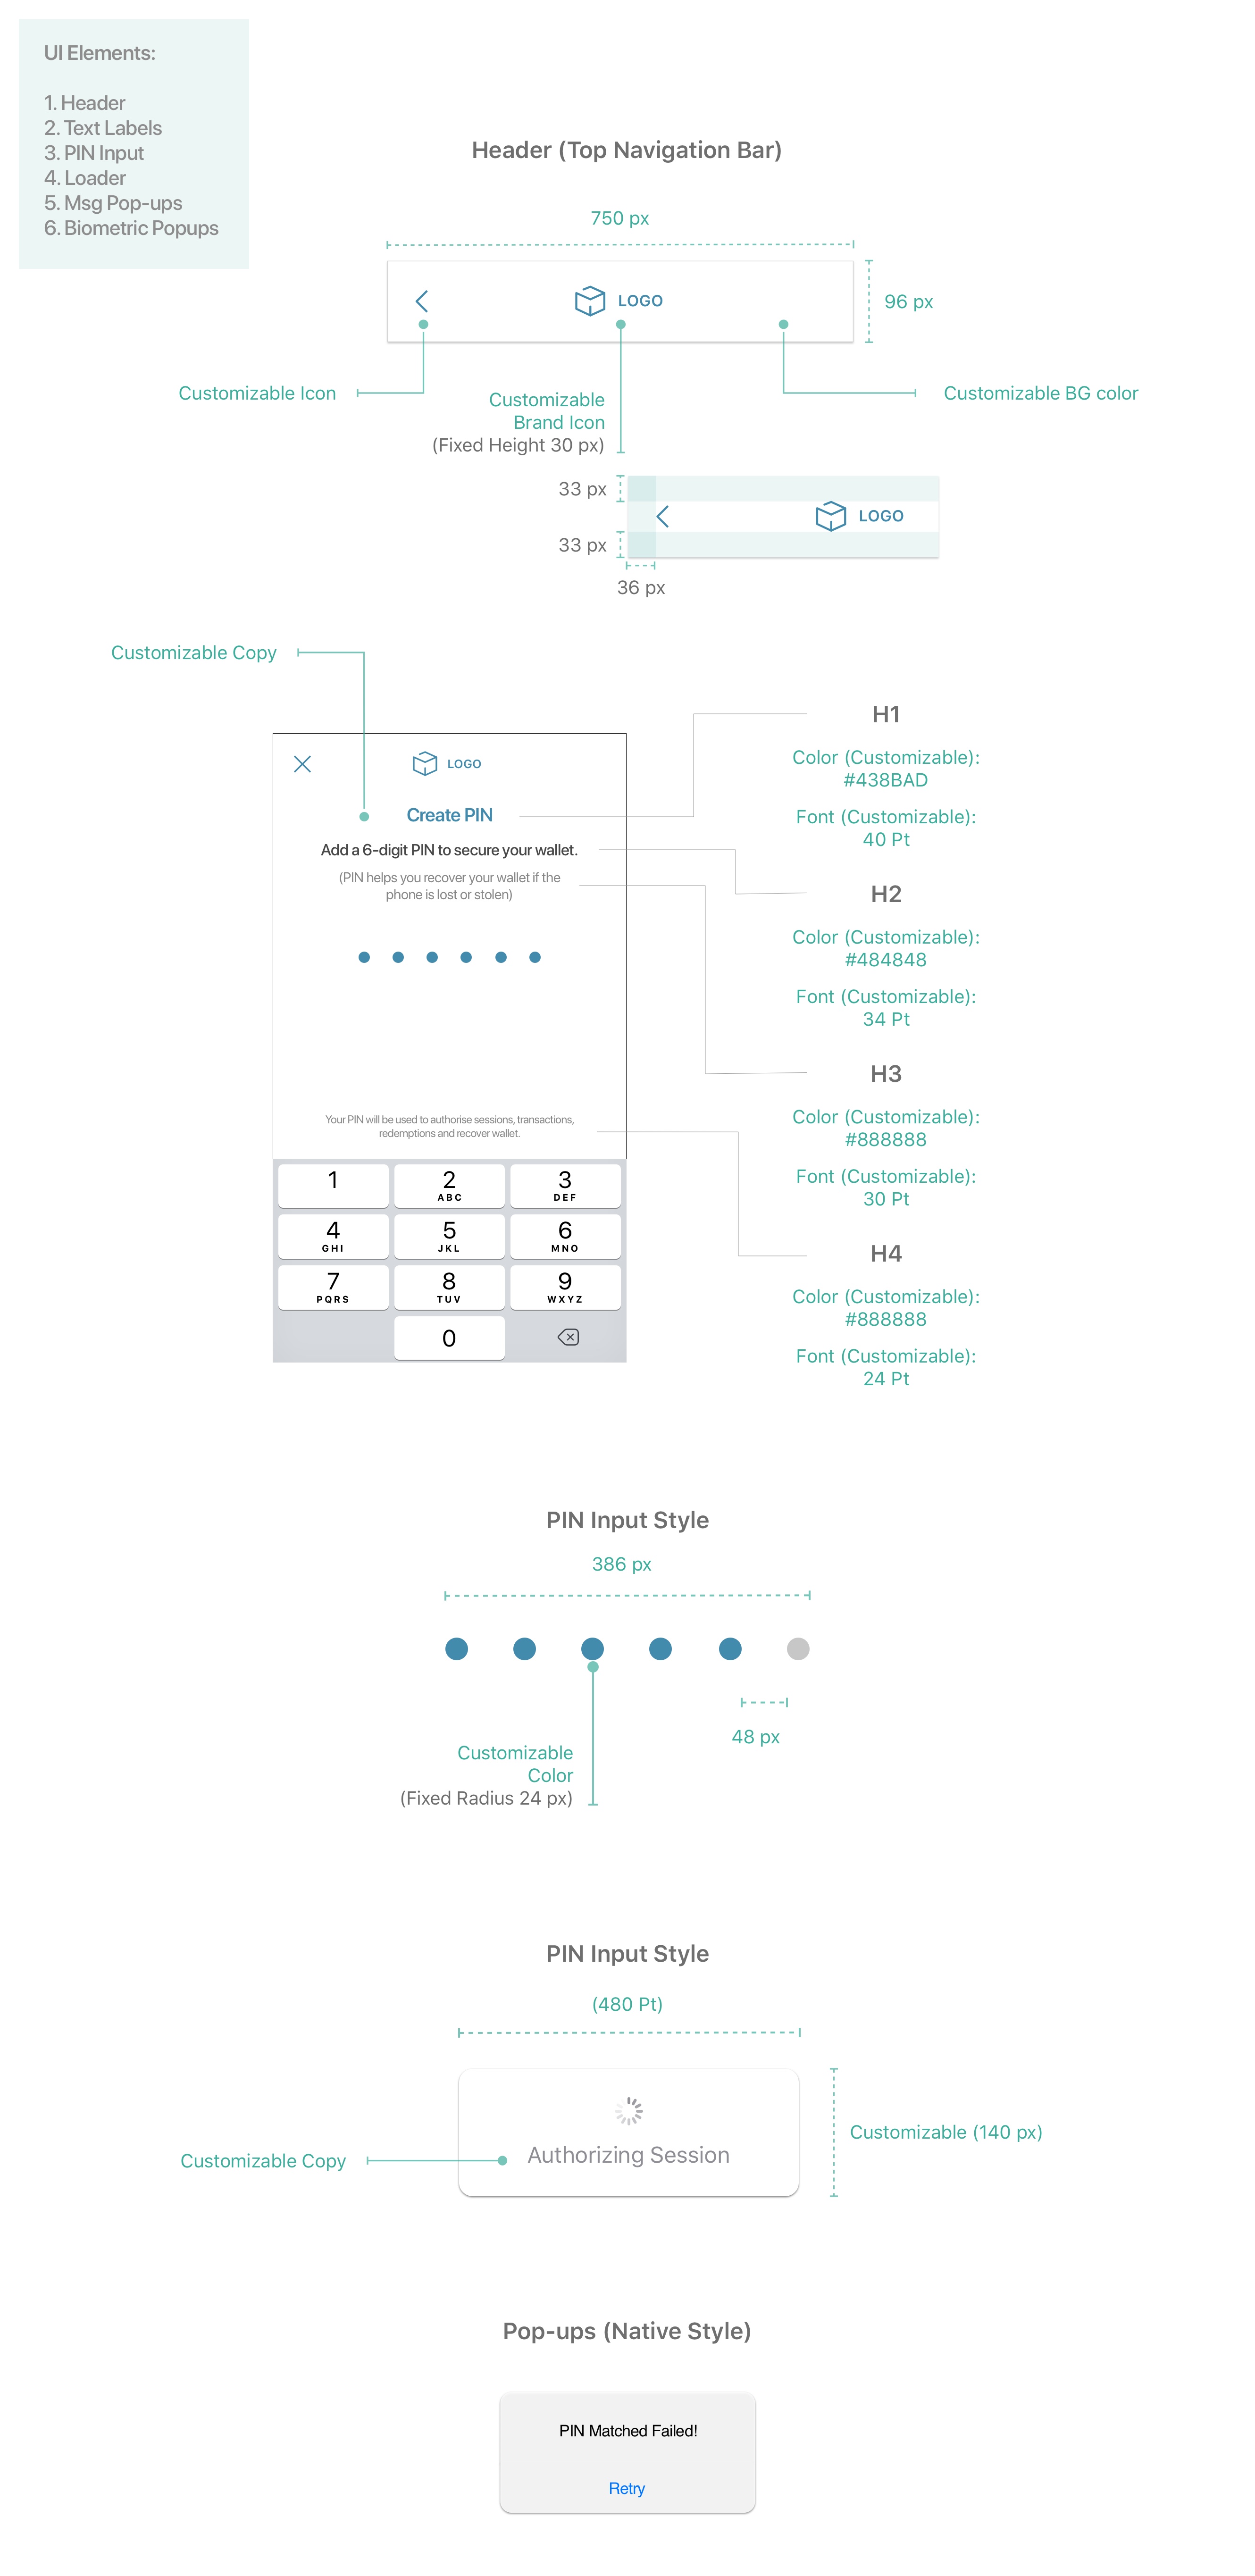 UI Elements:
1. Header
2. Text Labels
3. PIN Input
4. Loader
5. Msg Pop-ups
6. Biometric Popups
Header (Top Navigation Bar)
750 px
LOGO
96 px
Customizable Icon
Customizable
Brand Icon
(Fixed Height 30 px)
Customizable BG color
33 px
LOGO
33 px
36 px
Customizable Copy
LOGO
Create PIN
Add a 6-digit PIN to secure your wallet.
(PIN helps you recover your wallet if the
phone is lost or stolen)
Your PIN will be used to authorise sessions, transactions,
redemptions and recover wallet.
1
2
ABC
3
DEF
4
GHI
5
JKL
6
MNO
7
PQRS
8
TUV
9
WXYZ
0
H1
Color (Customizable):
#438BAD
Font (Customizable):
40 Pt
H2
Color (Customizable):
#484848
Font (Customizable):
34 Pt
H3
Color (Customizable):
#888888
Font (Customizable):
30 Pt
H4
Color (Customizable):
#888888
Font (Customizable):
24 Pt
PIN Input Style
386 px
48 px
Customizable
Color
(Fixed Radius 24 px)
PIN Input Style
(480 Pt)
Authorizing Session
Customizable (140 px)
Customizable Copy
Pop-ups (Native Style)
PIN Matched Failed!
Retry